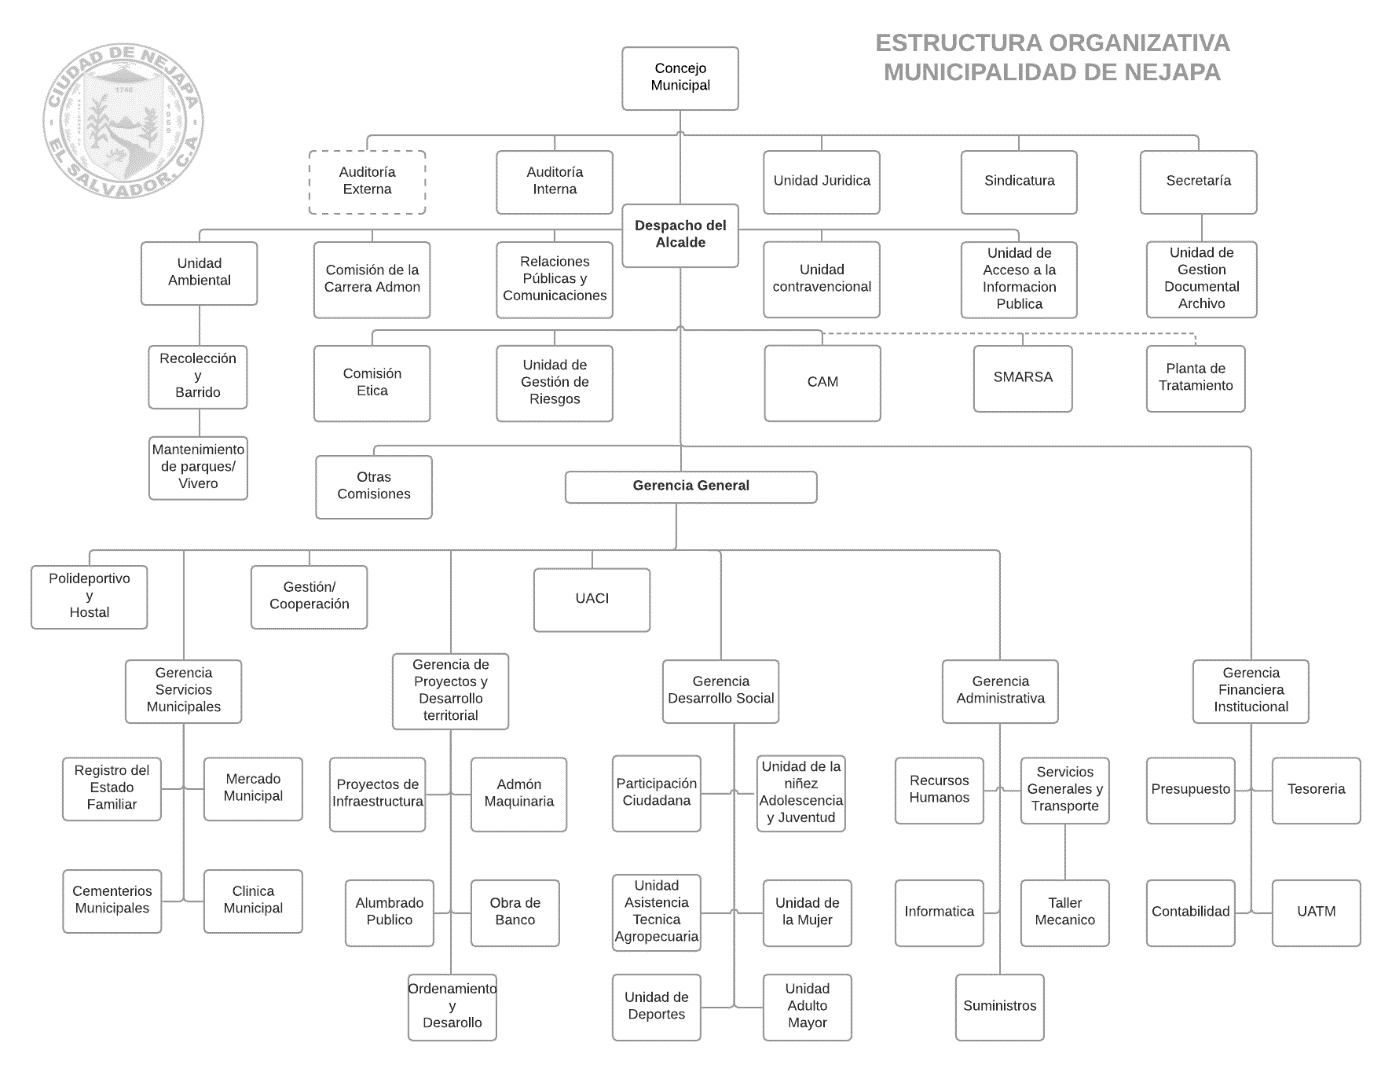 ESTRUCTURA ORGANIZATIVA
MUNICIPALIDAD DE NEJAPA
CIUDAD DE NEJAPA
EL SALVADOR, C.A
Concejo
Municipal
Auditoría
Externa
Auditoría
Interna
Unidad Juridica
Sindicatura
Secretaría
Despacho del
Alcalde
Unidad
Ambiental
Comisión de la
Carrera Admon
Relaciones
Públicas y
Comunicaciones
Unidad
contravencional
Unidad de
Acceso a la
Informacion
Publica
Unidad de
Gestion
Documental
Archivo
Recolección
y
Barrido
Comisión
Etica
Unidad de
Gestión de
Riesgos
CAM
SMARSA
Planta de
Tratamiento
Mantenimiento
de parques/
Vivero
Otras
Comisiones
Gerencia General
Polideportivo
y
Hostal
Gestión/
Cooperación
UACI
Gerencia
Servicios
Municipales
Gerencia de
Proyectos y
Desarrollo
territorial
Gerencia
Desarrollo Social
Gerencia
Administrativa
Gerencia
Financiera
Institucional
Registro del
Estado
Familiar
Mercado
Municipal
Proyectos de
Infraestructura
Admón
Maquinaria
Participación
Ciudadana
Unidad de la
niñez
Adolescencia
y Juventud
Recursos
Humanos
Servicios
Generales y
Transporte
Presupuesto
Tesoreria
Cementerios
Municipales
Clinica
Municipal
Alumbrado
Publico
Obra de
Banco
Unidad
Asistencia
Tecnica
Agropecuaria
Unidad de
la Mujer
Informatica
Taller
Mecanico
Contabilidad
UATM
Ordenamiento
y
Desarollo
Unidad de
Deportes
Unidad
Adulto
Mayor
Suministros